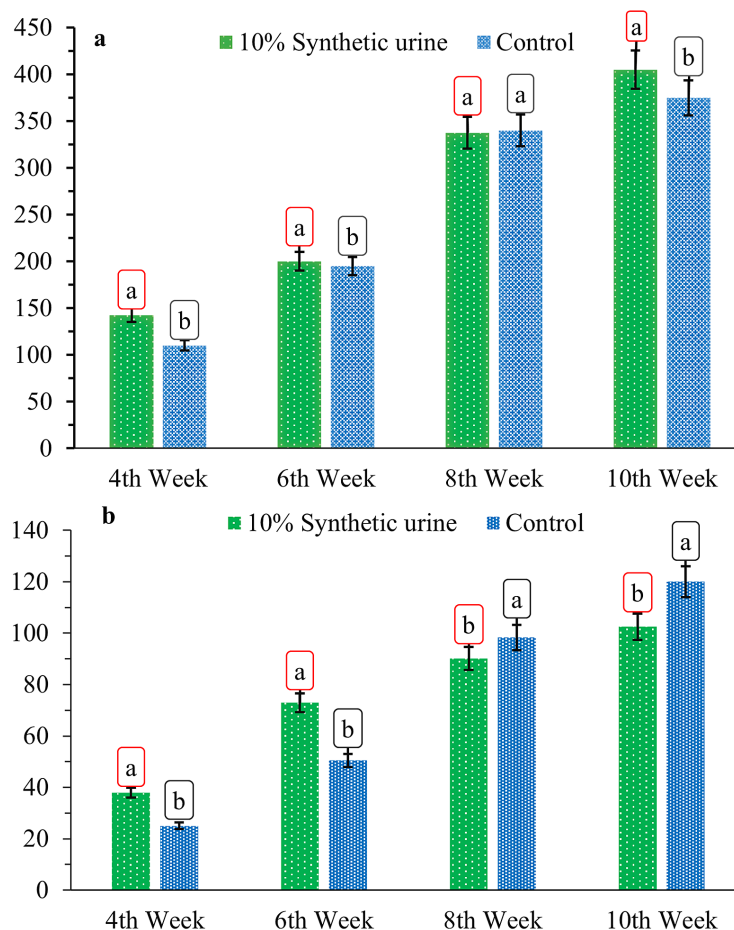 450
a
10% Synthetic urine
Control
a
b
400
350
a
a
300
250
a
b
200
a
b
150
100
50
0
4th Week
6th Week
8th Week
10th Week
b
10% Synthetic urine
Control
140
a
120
b
a
b
100
a
80
b
60
a
b
40
20
0
4th Week
6th Week
8th Week
10th Week